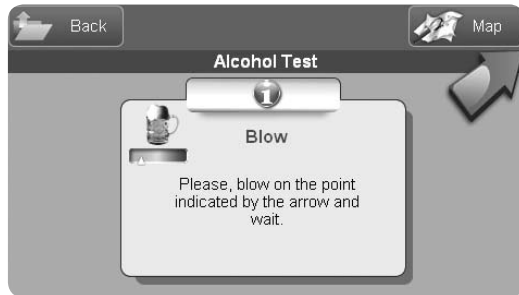 Back
Map
Alcohol Test
Blow
Please, blow on the point
indicated by the arrow and
wait.